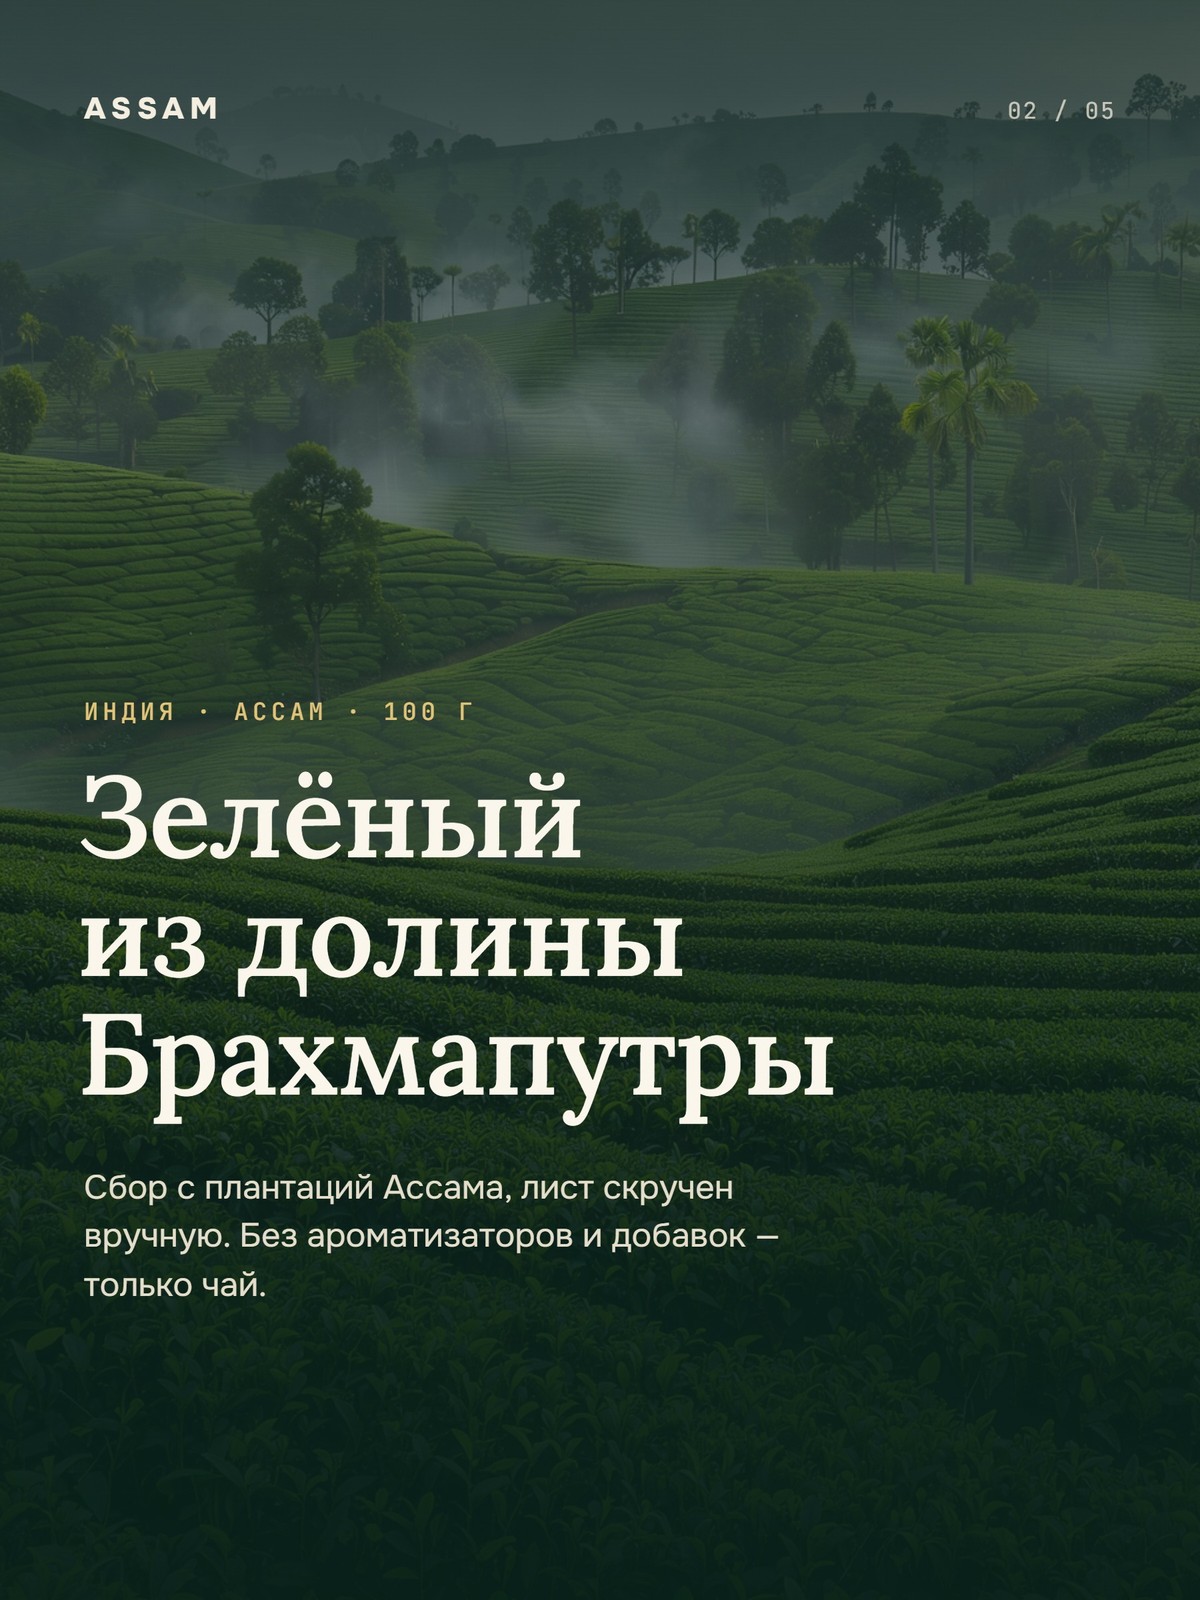 ASSAM
02 / 05
ИНДИЯ · АССАМ · 100 Г
Зелёный
из долины
Брахмапутры
Сбор с плантаций Ассама, лист скручен
вручную. Без ароматизаторов и добавок —
только чай.